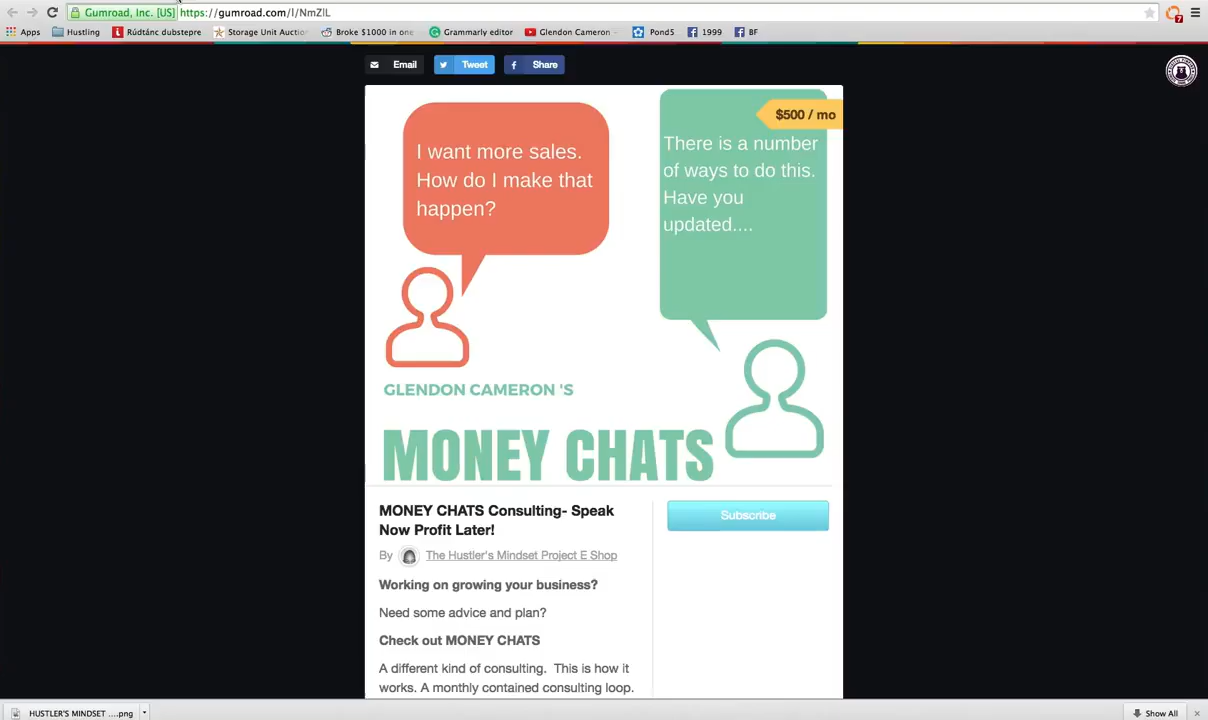 Gumroad, Inc. [US] https://gumroad.com/l/NmZlL
Apps Hustling Rúdtánc dubstepre Storage Unit Auctio Broke $1000 in one Grammarly editor Glendon Cameron - Pond5 1999 BF
Email Tweet Share
$500 / mo
I want more sales.
How do I make that
happen?
There is a number
of ways to do this.
Have you
updated....
GLENDON CAMERON 'S
MONEY CHATS
MONEY CHATS Consulting- Speak
Now Profit Later!
Subscribe
By The Hustler's Mindset Project E Shop
Working on growing your business?
Need some advice and plan?
Check out MONEY CHATS
A different kind of consulting. This is how it
works. A monthly contained consulting loop.
HUSTLER'S MINDSET ....png
Show All